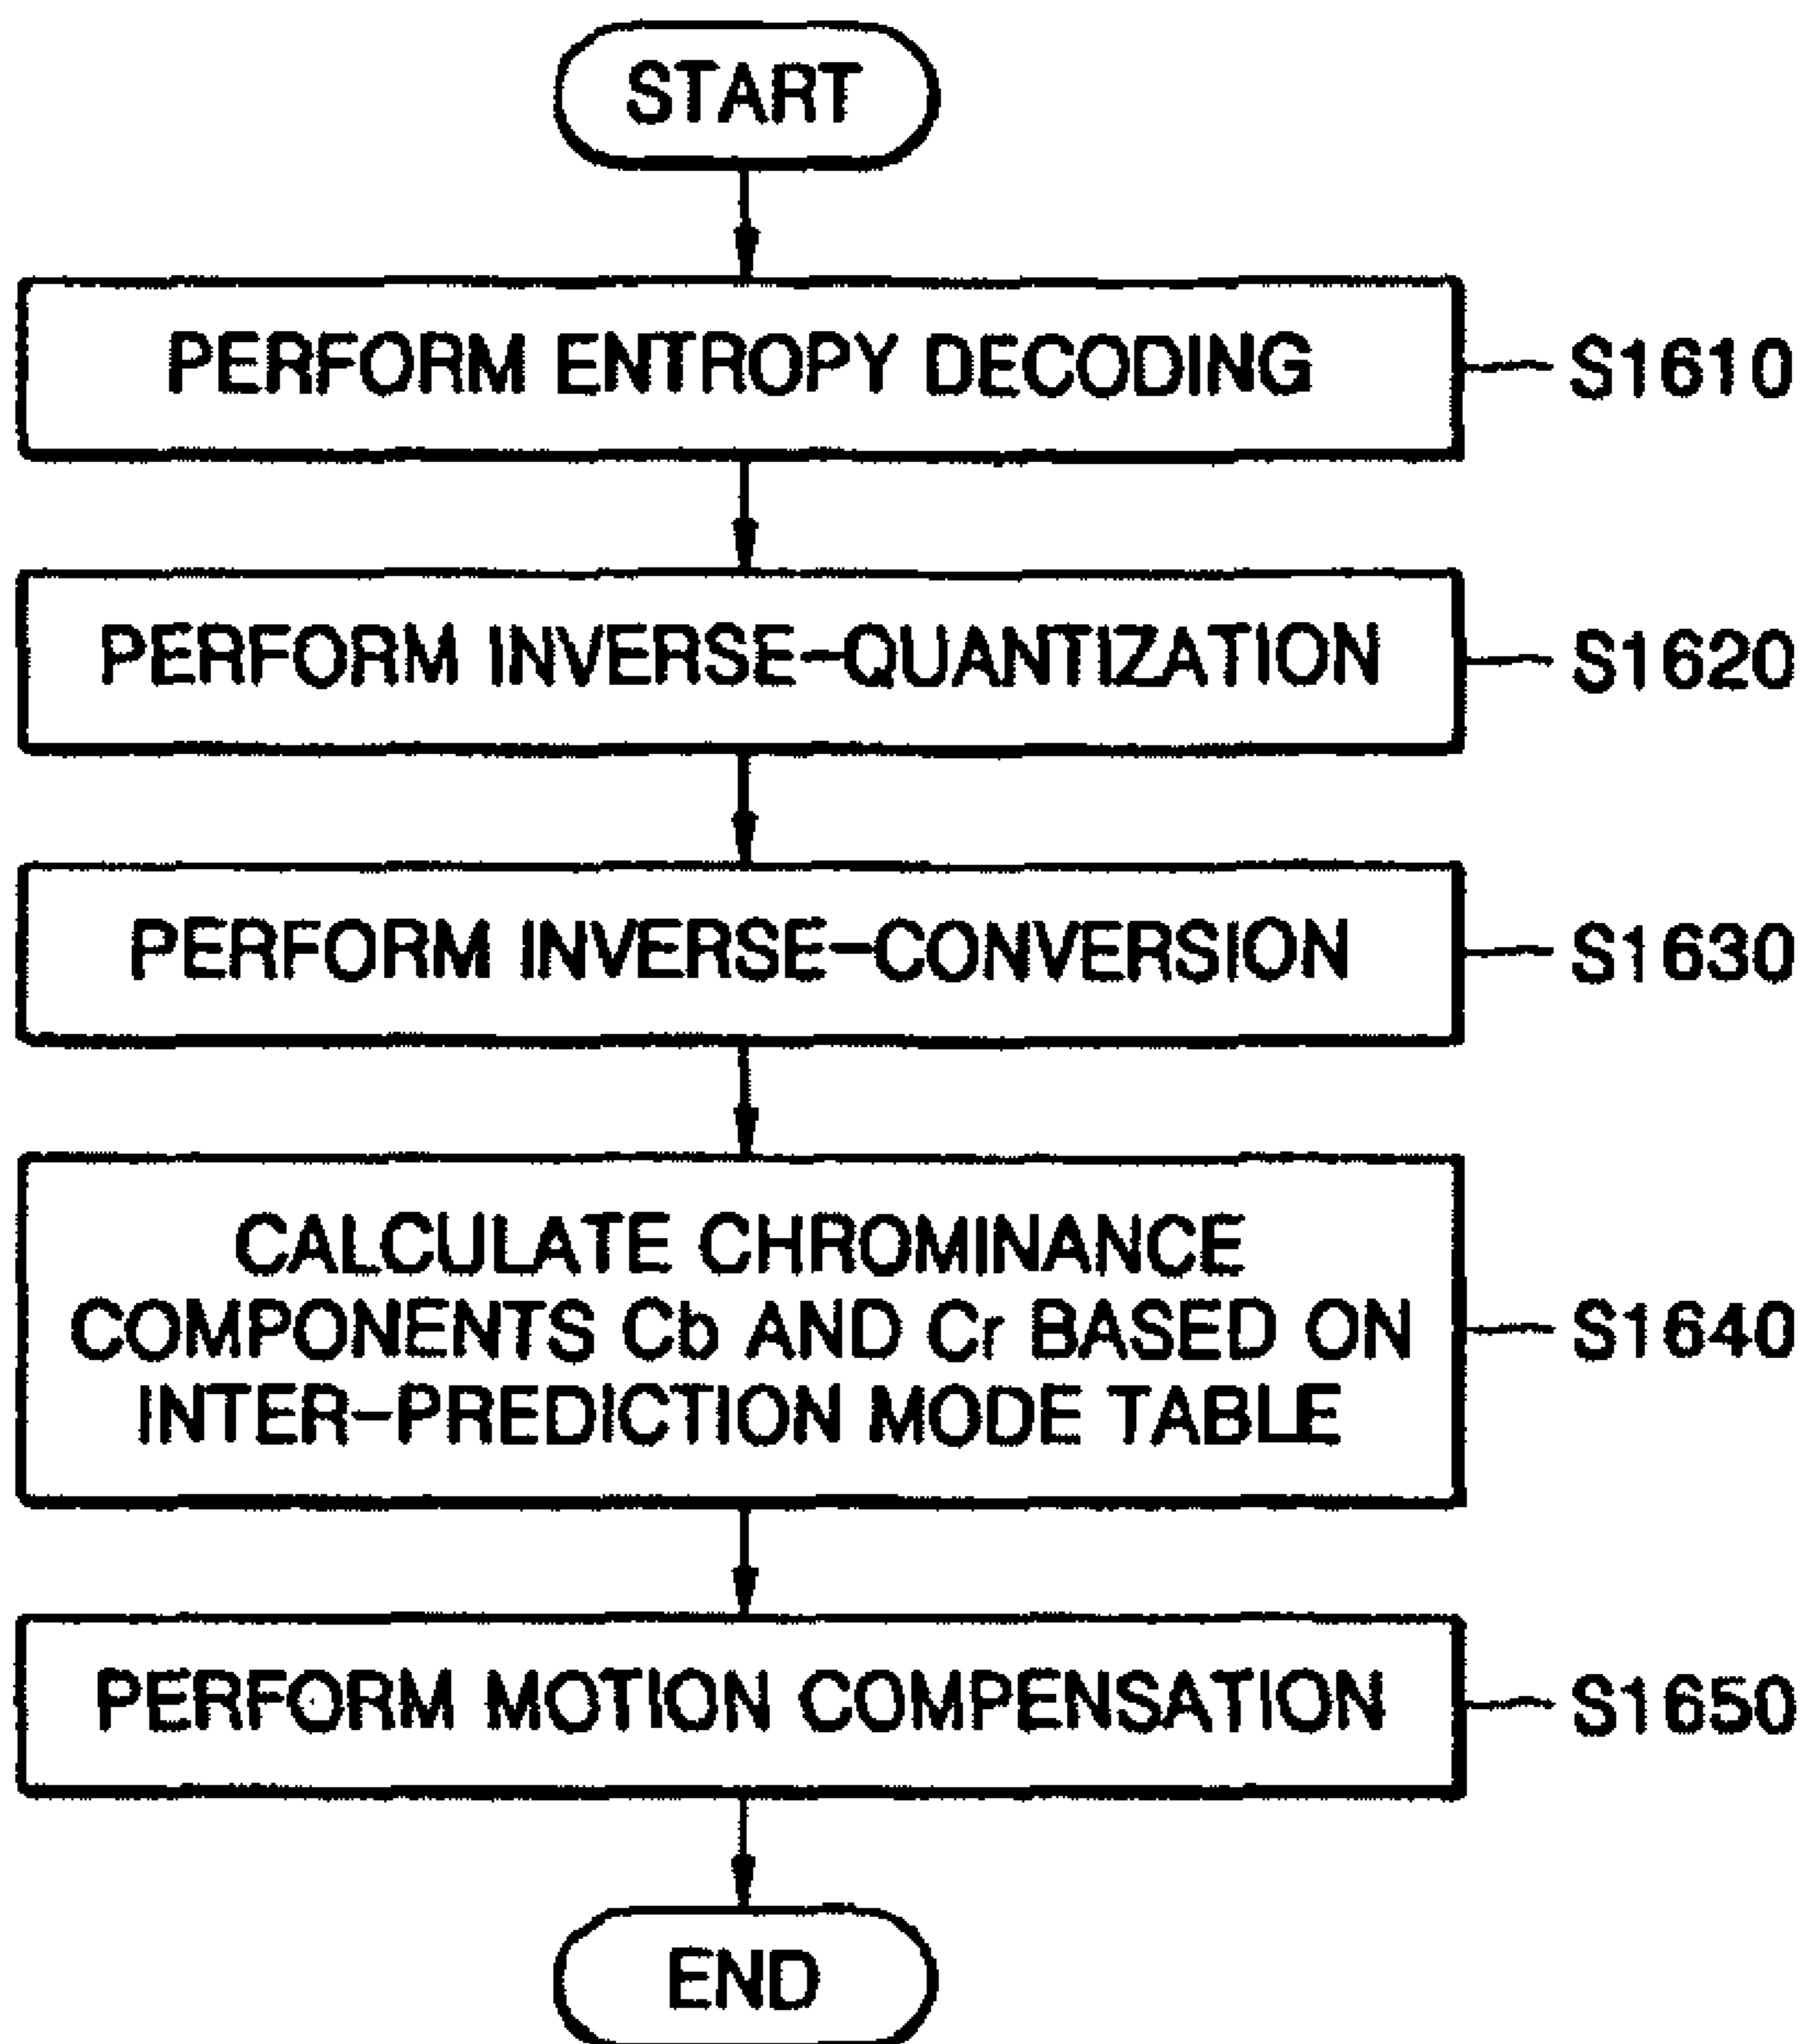 START
PERFORM ENTROPY DECODING
S1610
PERFORM INVERSE-QUANTIZATION
S1620
PERFORM INVERSE-CONVERSION
S1630
CALCULATE CHROMINANCE
COMPONENTS Cb AND Cr BASED ON
INTER-PREDICTION MODE TABLE
S1640
PERFORM MOTION COMPENSATION
S1650
END